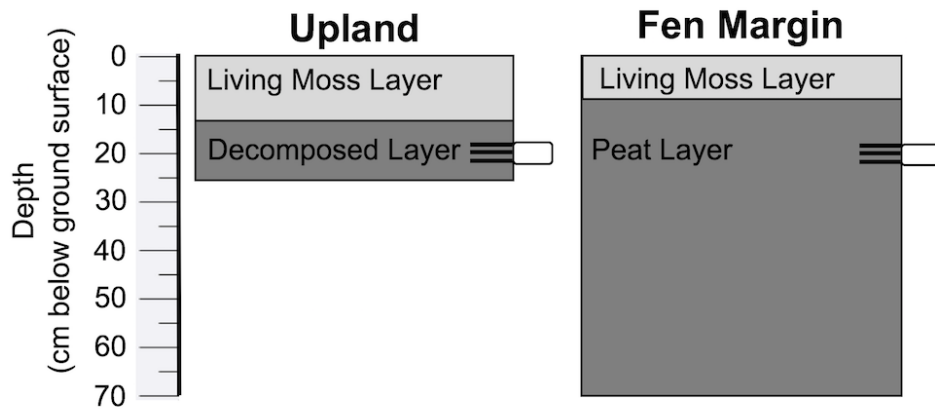 Upland
Fen Margin
Depth
(cm below ground surface)
0
10
20
30
40
50
60
70
Living Moss Layer
Decomposed Layer
Living Moss Layer
Peat Layer